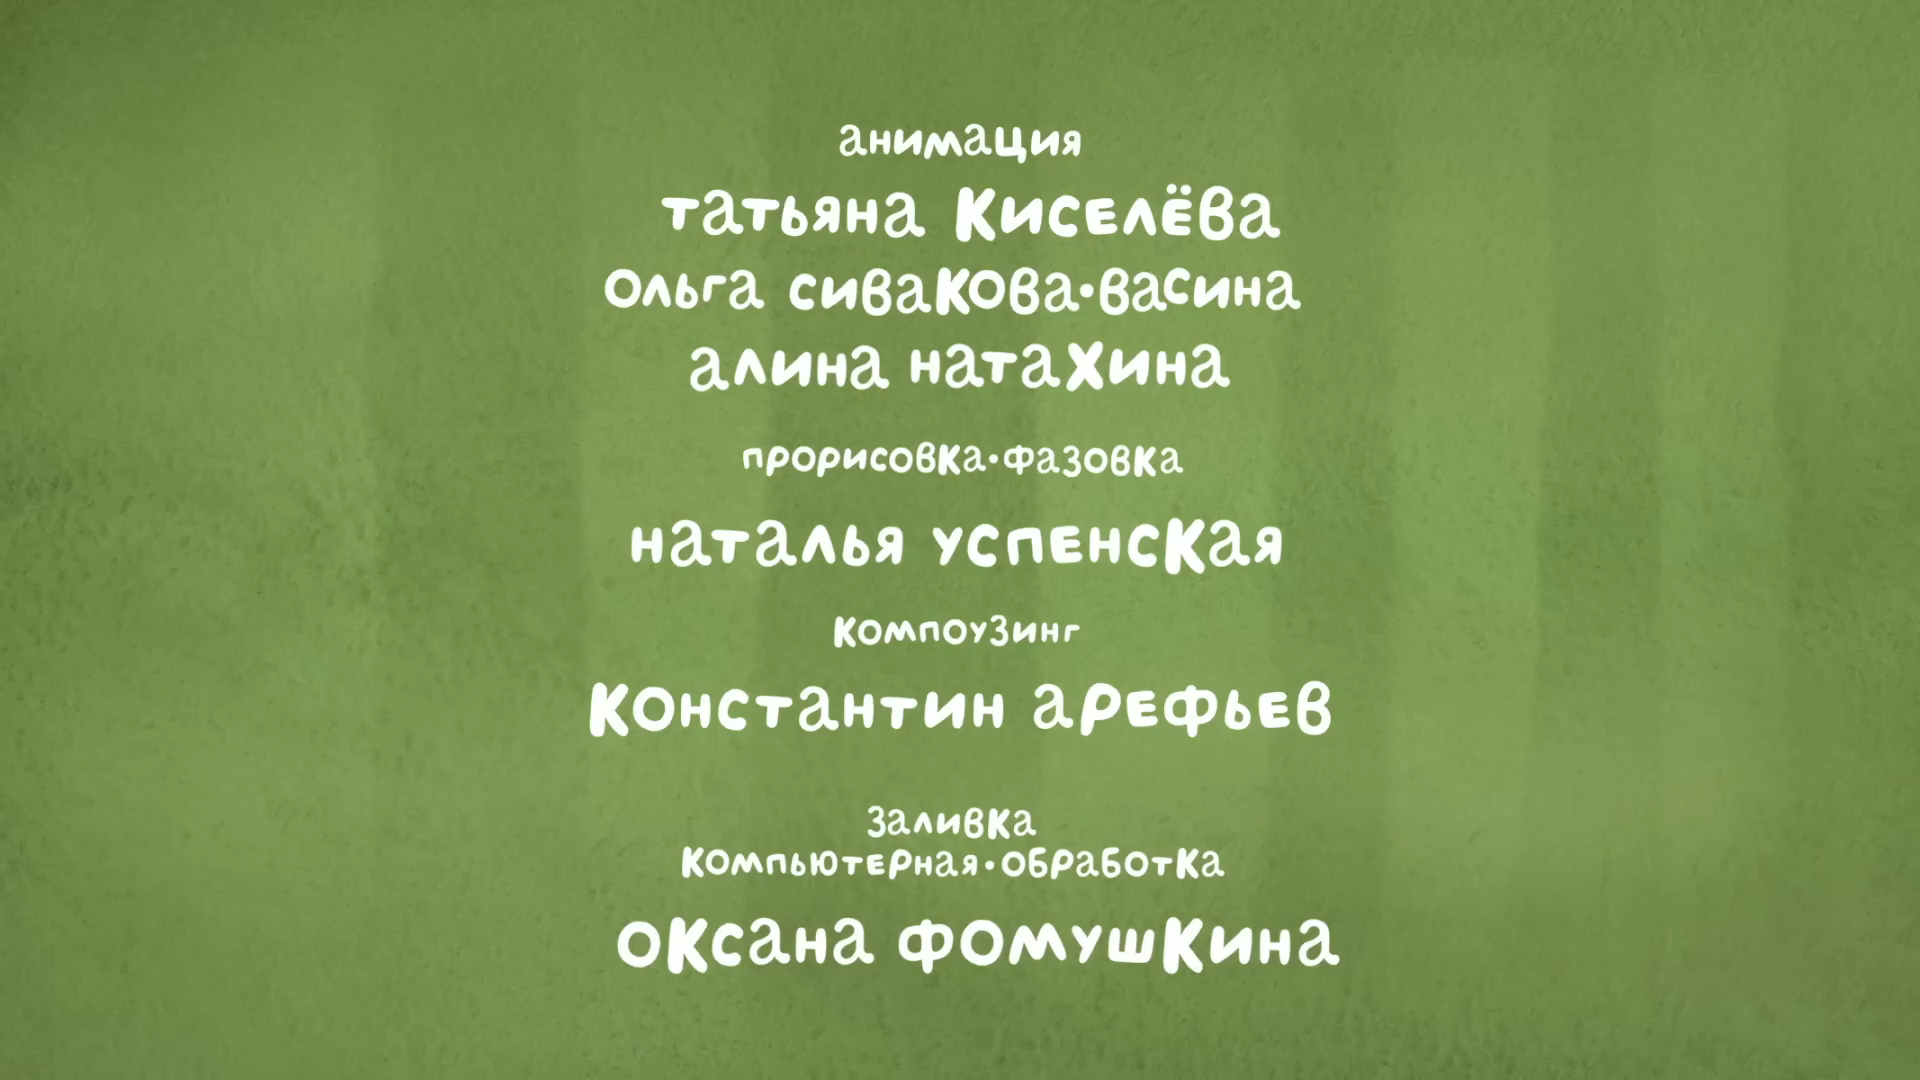 анимация
татьяна киселёва
ольга сивакова·васина
алина натахина
прорисовка·фазовка
наталья успенская
компоузинг
константин арефьев
заливка
компьютерная·обработка
оксана фомушкина